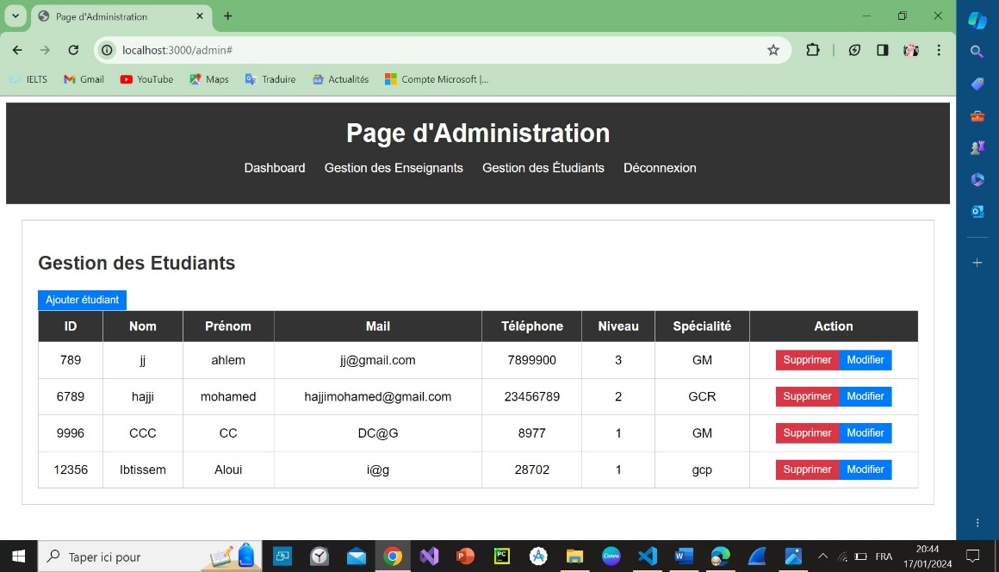 Page d'Administration
localhost:3000/admin#
IELTS Gmail YouTube Maps Traduire Actualités Compte Microsoft |...
Page d'Administration
Dashboard Gestion des Enseignants Gestion des Étudiants Déconnexion
Gestion des Etudiants
Ajouter étudiant
ID Nom Prénom Mail Téléphone Niveau Spécialité Action
789 jj ahlem jj@gmail.com 7899900 3 GM Supprimer Modifier
6789 hajji mohamed hajjimohamed@gmail.com 23456789 2 GCR Supprimer Modifier
9996 CCC CC DC@G 8977 1 GM Supprimer Modifier
12356 Ibtissem Aloui i@g 28702 1 gcp Supprimer Modifier
Taper ici pour FRA 20:44
17/01/2024